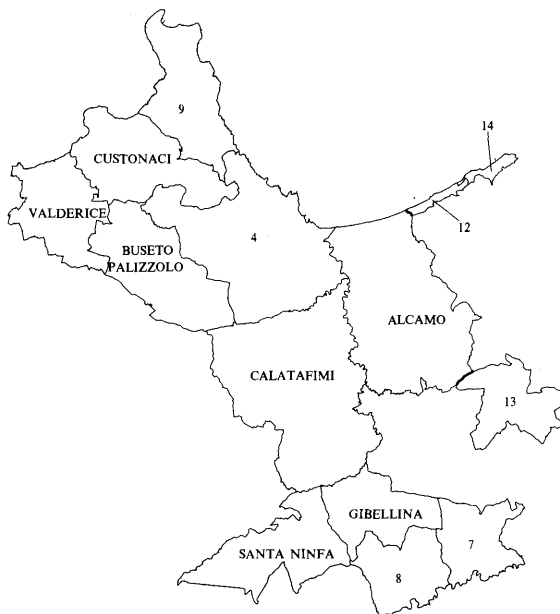 9
14
CUSTONACI
VALDERICE
12
4
BUSETO
PALIZZOLO
ALCAMO
CALATAFIMI
13
GIBELLINA
7
SANTA NINFA
8